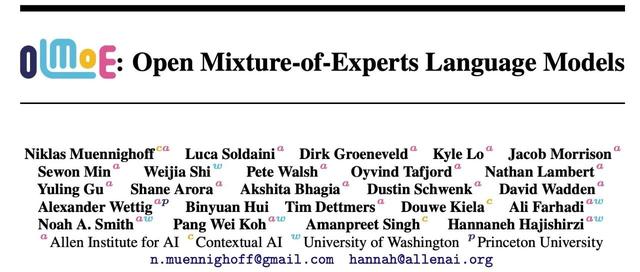 OLMoE: Open Mixture-of-Experts Language Models
Niklas Muennighoff^ca Luca Soldaini^a Dirk Groeneveld^a Kyle Lo^a Jacob Morrison^a
Sewon Min^a Weijia Shi^w Pete Walsh^a Oyvind Tafjord^a Nathan Lambert^a
Yuling Gu^a Shane Arora^a Akshita Bhagia^a Dustin Schwenk^a David Wadden^a
Alexander Wettig^ap Binyuan Hui Tim Dettmers^a Douwe Kiela^c Ali Farhadi^aw
Noah A. Smith^aw Pang Wei Koh^aw Amanpreet Singh^c Hannaneh Hajishirzi^aw
^a Allen Institute for AI ^c Contextual AI ^w University of Washington ^p Princeton University
n.muennighoff@gmail.com hannah@allenai.org